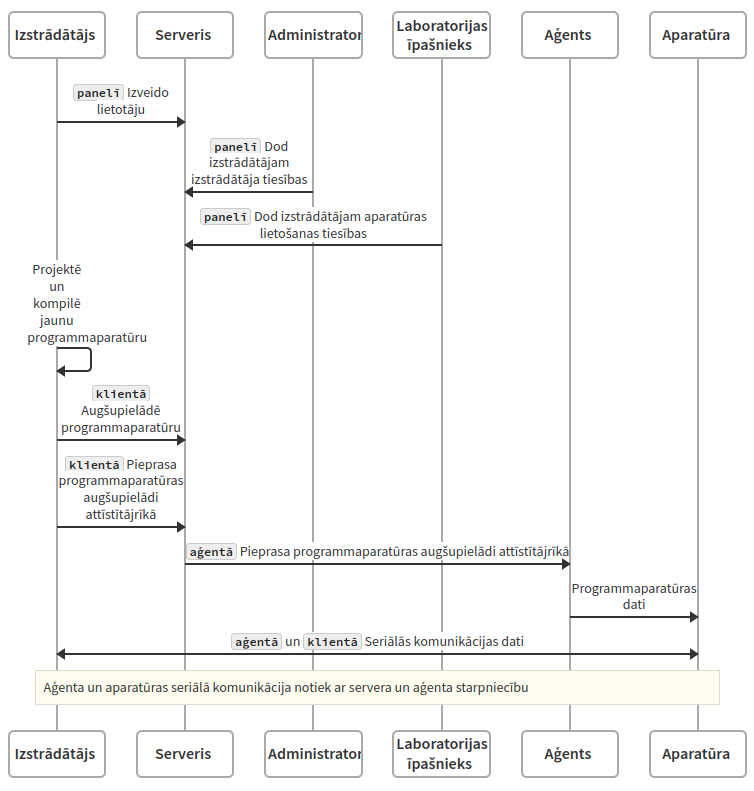 Izstrādātājs
Serveris
Administrator
Laboratorijas
īpašnieks
Aģents
Aparatūra
panelī Izveido
lietotāju
panelī Dod
izstrādātājam
izstrādātāja tiesības
panelī Dod izstrādātājam aparatūras
lietošanas tiesības
Projektē
un
kompilē
jaunu
programmaparatūru
klientā
Augšupielādē
programmaparatūru
klientā Pieprasa
programmaparatūras
augšupielādi
attīstītājrīkā
aģentā Pieprasa programmaparatūras augšupielādi attīstītājrīkā
Programmaparatūras
dati
aģentā un klientā Seriālās komunikācijas dati
Aģenta un aparatūras seriālā komunikācija notiek ar servera un aģenta starpniecību
Izstrādātājs
Serveris
Administrator
Laboratorijas
īpašnieks
Aģents
Aparatūra